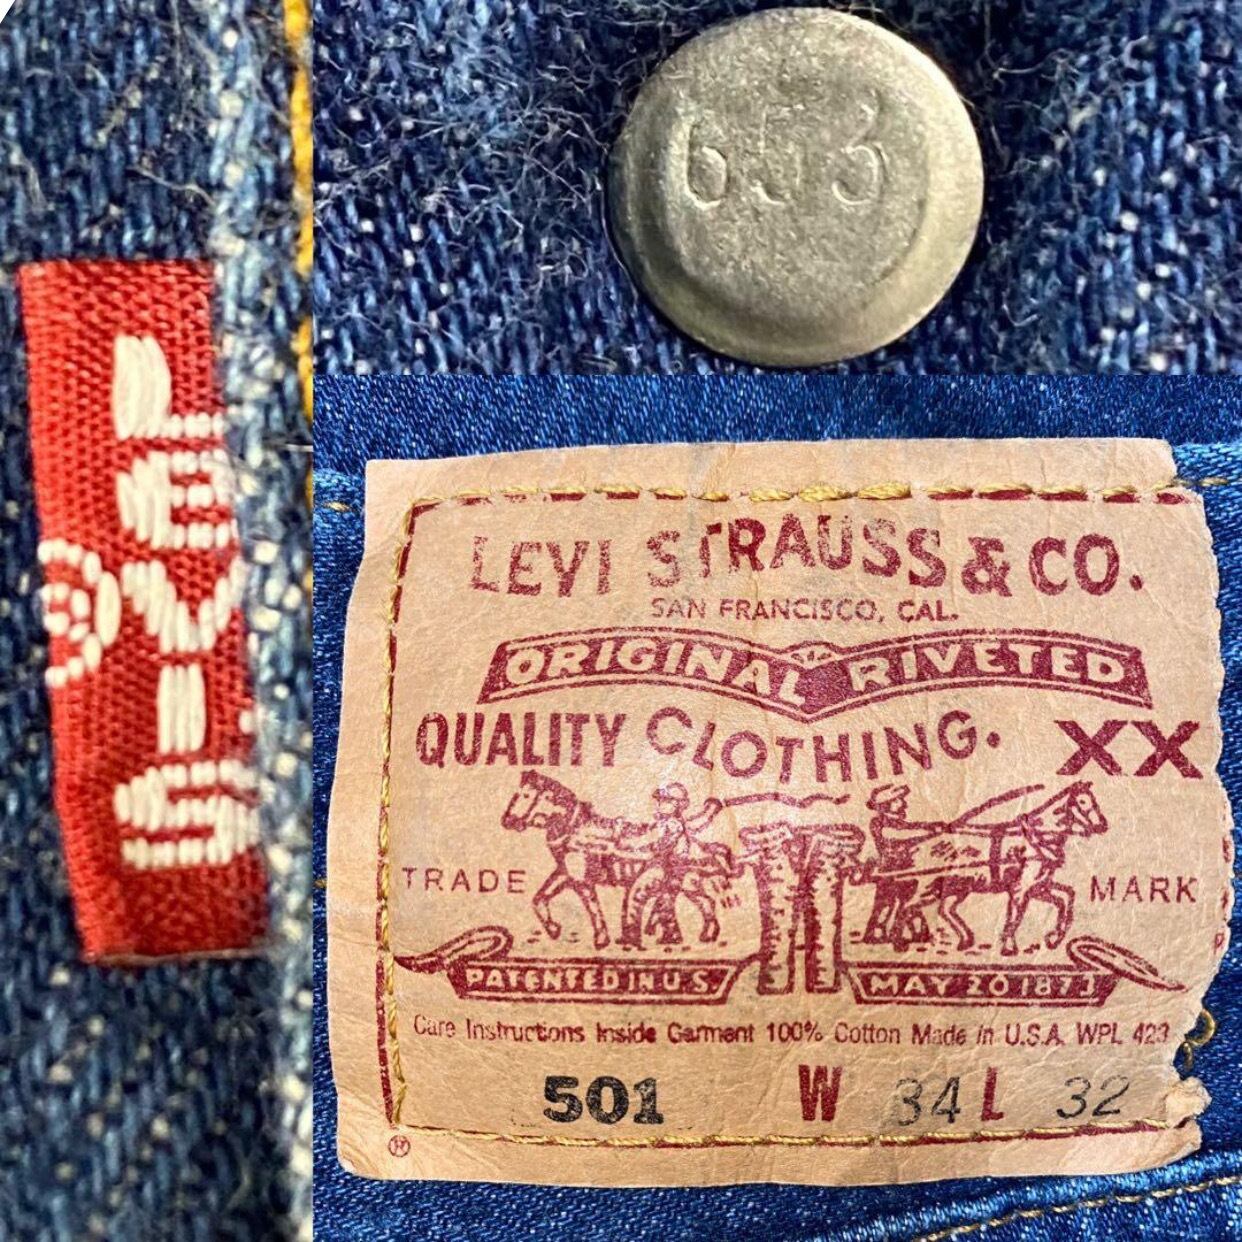 LEVI'S
®
653
LEVI STRAUSS & CO.
SAN FRANCISCO, CAL.
ORIGINAL RIVETED
QUALITY CLOTHING. XX
TRADE MARK
PATENTED IN U.S. MAY 20 1873
Care Instructions Inside Garment 100% Cotton Made in U.S.A. WPL 423
501 W 34 L 32